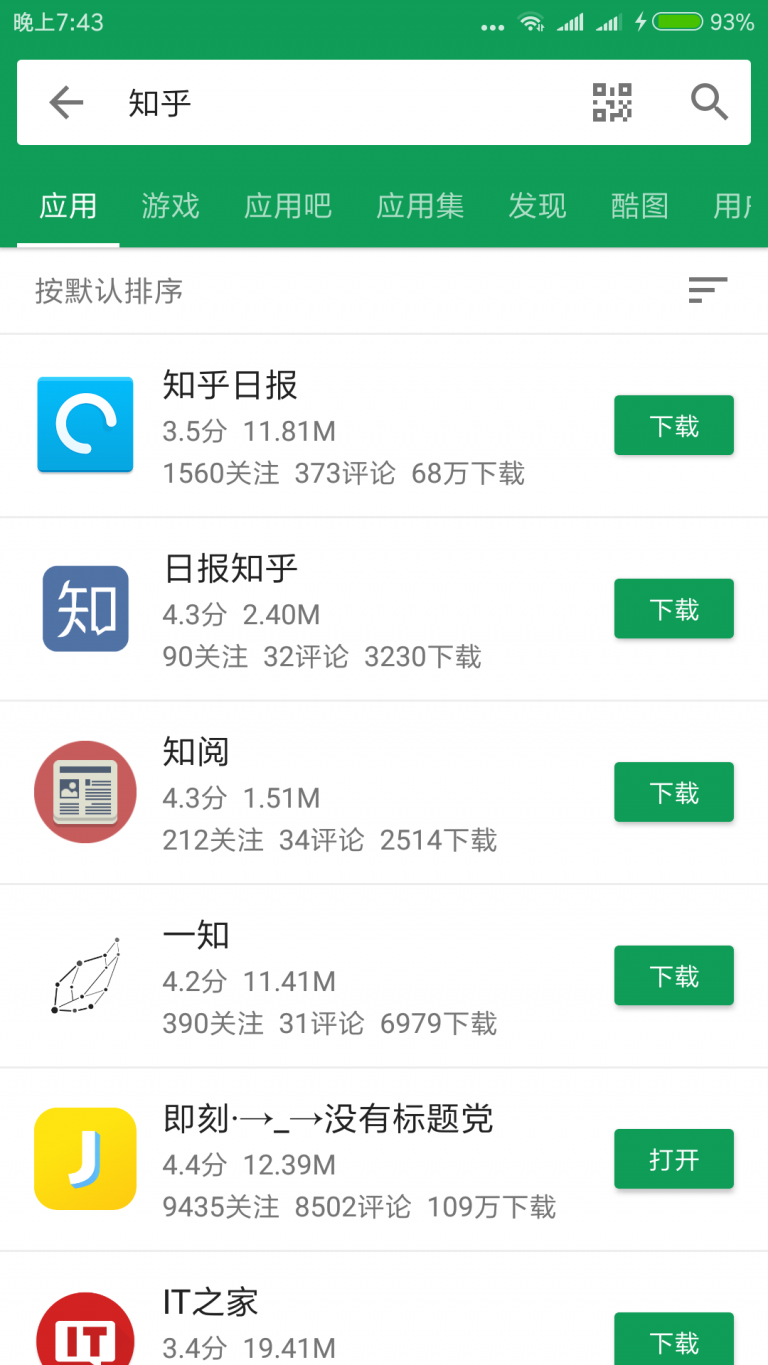 晚上7:43
93%
知乎
应用 游戏 应用吧 应用集 发现 酷图
按默认排序
知乎日报
3.5分 11.81M
1560关注 373评论 68万下载
下载
知
日报知乎
4.3分 2.40M
90关注 32评论 3230下载
下载
知阅
4.3分 1.51M
212关注 34评论 2514下载
下载
一知
4.2分 11.41M
390关注 31评论 6979下载
下载
J
即刻·→_→没有标题党
4.4分 12.39M
9435关注 8502评论 109万下载
打开
IT
IT之家
3.4分 19.41M
下载